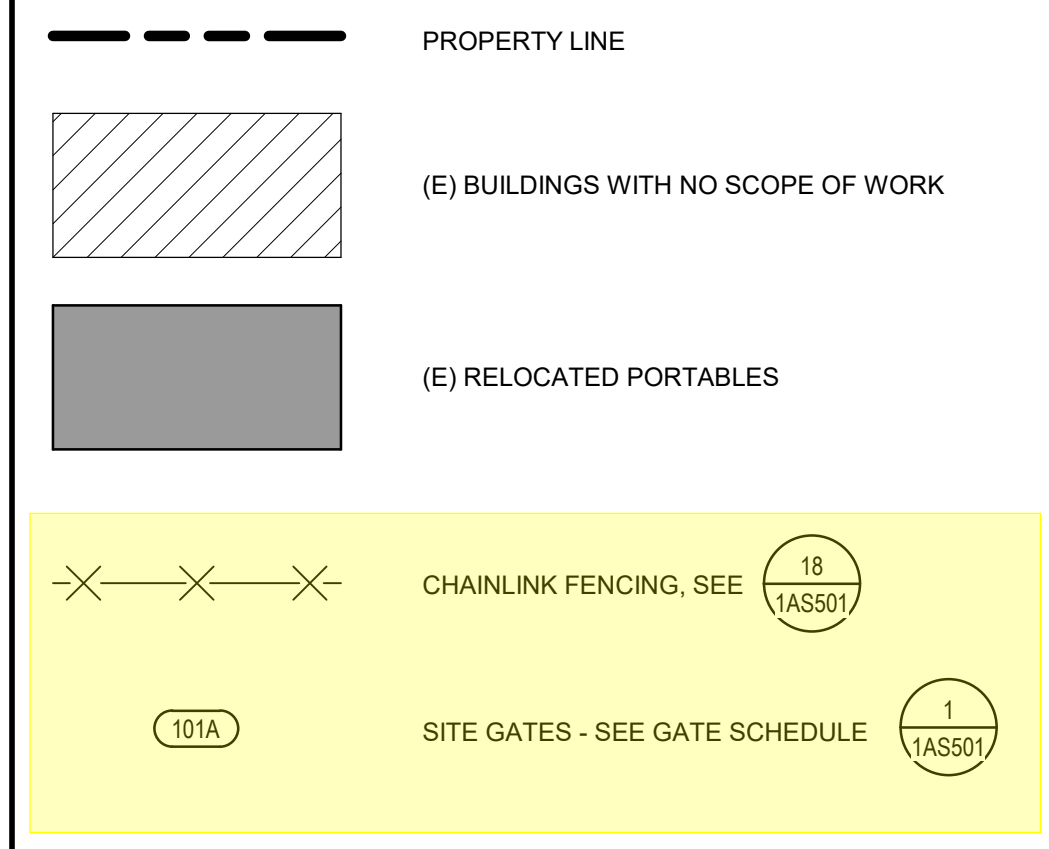 PROPERTY LINE
(E) BUILDINGS WITH NO SCOPE OF WORK
(E) RELOCATED PORTABLES
CHAINLINK FENCING, SEE
18
1AS501
101A
SITE GATES - SEE GATE SCHEDULE
1
1AS501